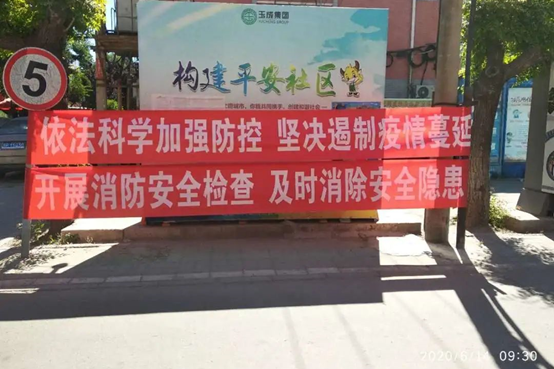 玉成集团
YUCHENG GROUP
构建平安社区
5
依法科学加强防控 坚决遏制疫情蔓延
开展消防安全检查 及时消除安全隐患
2020/6/14 09:30